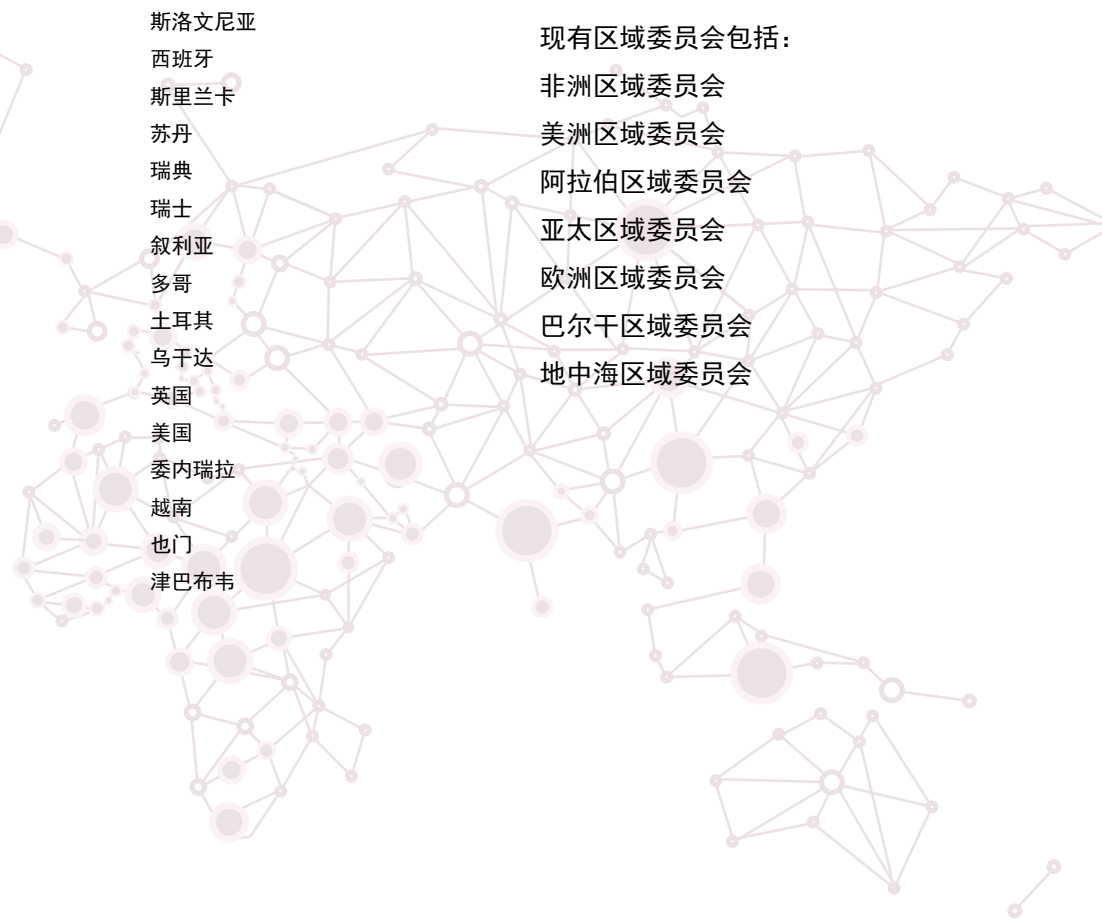 斯洛文尼亚
西班牙
斯里兰卡
苏丹
瑞典
瑞士
叙利亚
多哥
土耳其
乌干达
英国
美国
委内瑞拉
越南
也门
津巴布韦
现有区域委员会包括：
非洲区域委员会
美洲区域委员会
阿拉伯区域委员会
亚太区域委员会
欧洲区域委员会
巴尔干区域委员会
地中海区域委员会